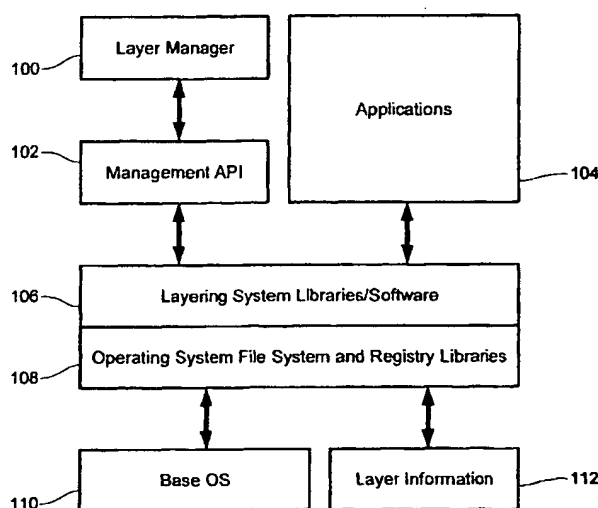 Layer Manager
100
Applications
102
Management API
104
106
Layering System Libraries/Software
Operating System File System and Registry Libraries
108
Base OS
Layer Information
110
112